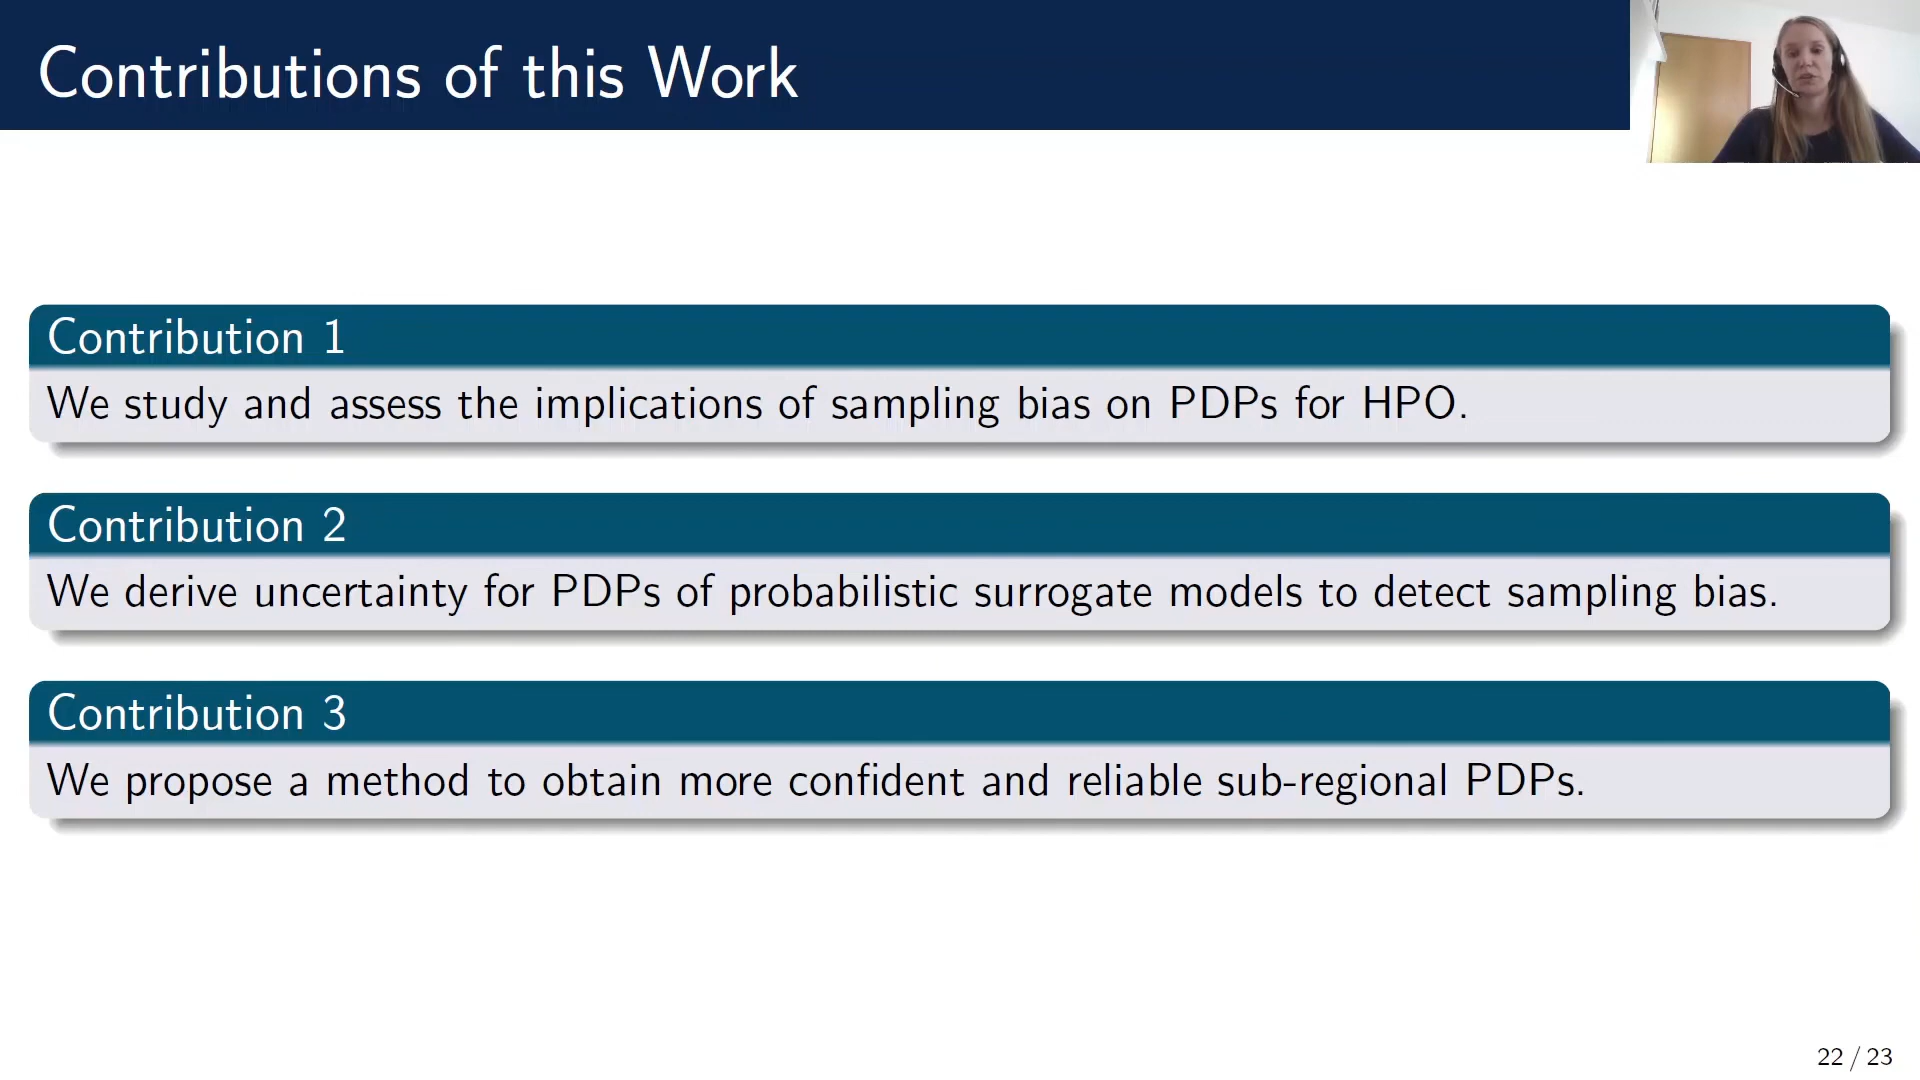 Contributions of this Work
Contribution 1
We study and assess the implications of sampling bias on PDPs for HPO.
Contribution 2
We derive uncertainty for PDPs of probabilistic surrogate models to detect sampling bias.
Contribution 3
We propose a method to obtain more confident and reliable sub-regional PDPs.
22 / 23